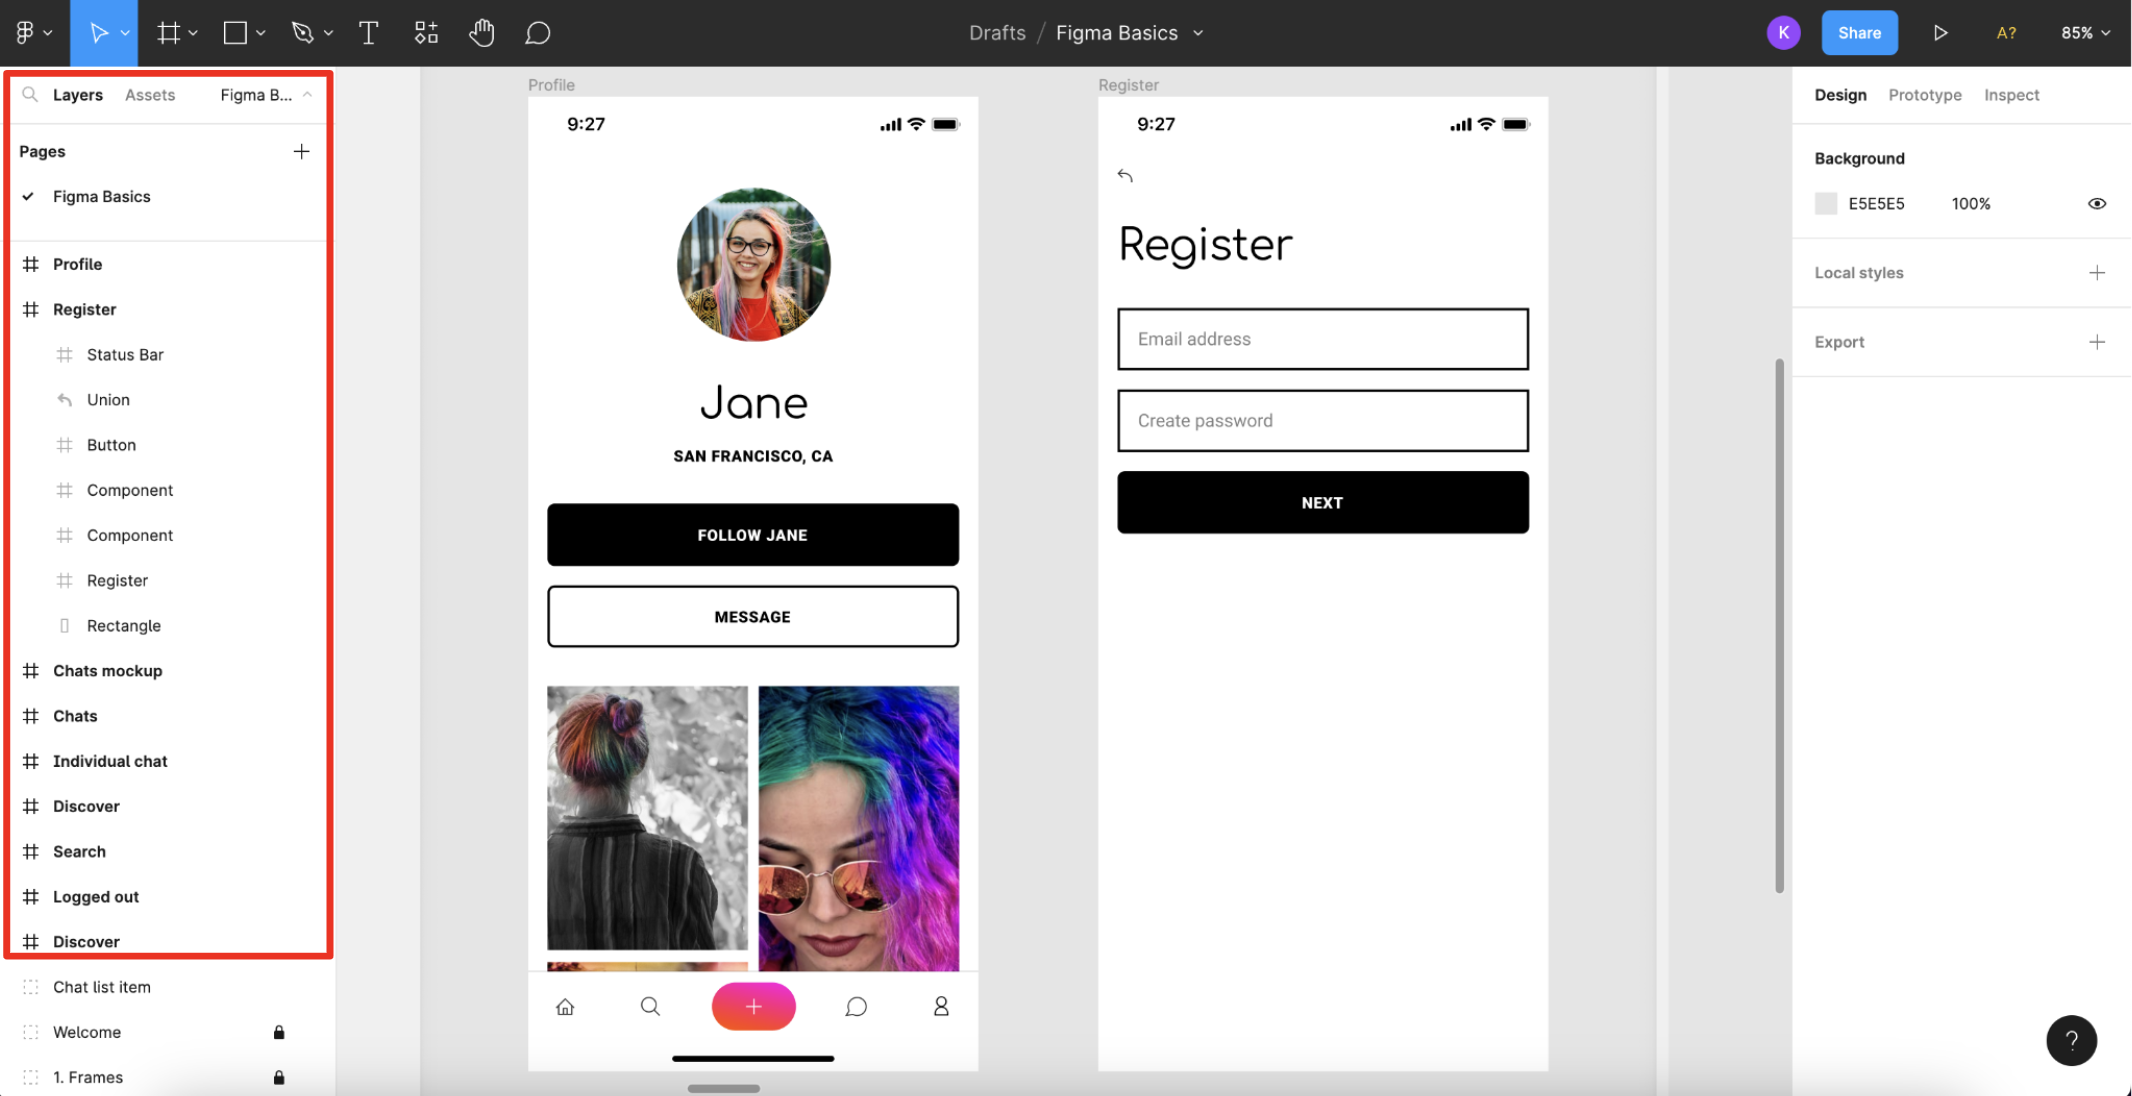 Drafts / Figma Basics
K
Share
A?
85%
Layers Assets Figma B...
Pages
Figma Basics
Profile
Register
Status Bar
Union
Button
Component
Component
Register
Rectangle
Chats mockup
Chats
Individual chat
Discover
Search
Logged out
Discover
Chat list item
Welcome
1. Frames
Profile
9:27
Jane
SAN FRANCISCO, CA
FOLLOW JANE
MESSAGE
Register
9:27
Register
Email address
Create password
NEXT
Design Prototype Inspect
Background
E5E5E5 100%
Local styles
Export
?